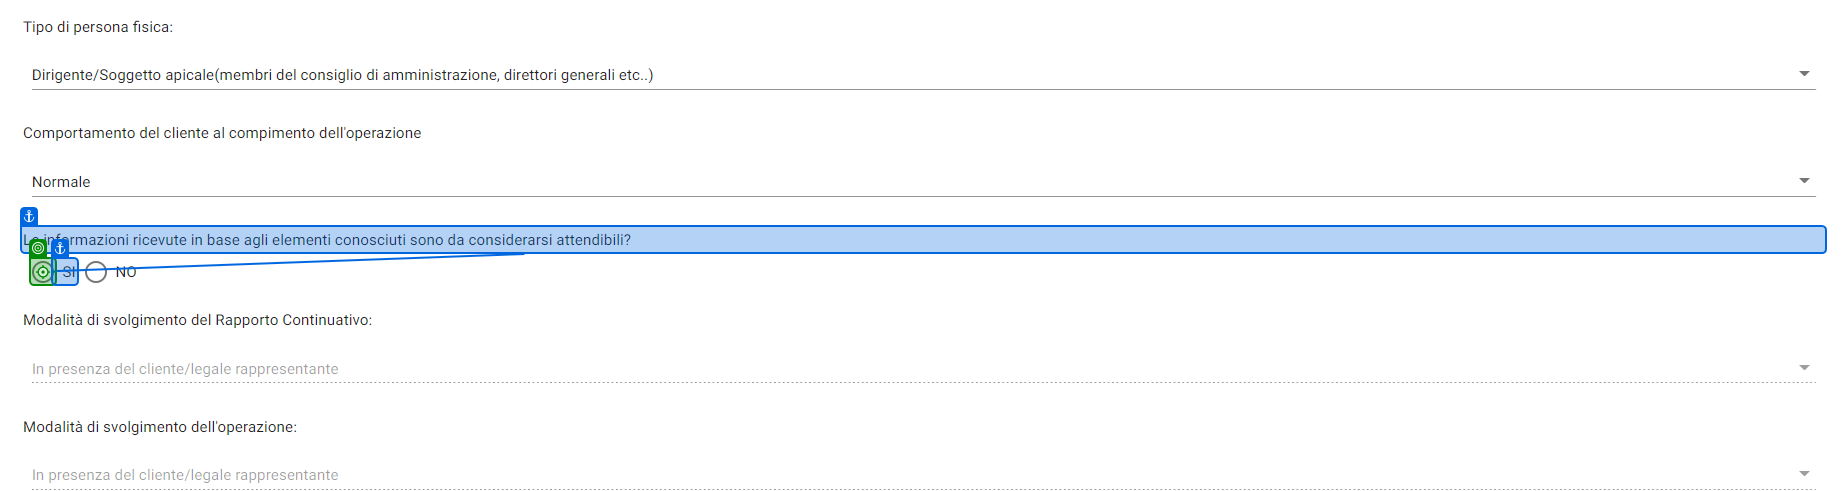 Tipo di persona fisica:
Dirigente/Soggetto apicale(membri del consiglio di amministrazione, direttori generali etc..)
Comportamento del cliente al compimento dell'operazione
Normale
Le informazioni ricevute in base agli elementi conosciuti sono da considerarsi attendibili?
SI NO
Modalità di svolgimento del Rapporto Continuativo:
In presenza del cliente/legale rappresentante
Modalità di svolgimento dell'operazione:
In presenza del cliente/legale rappresentante